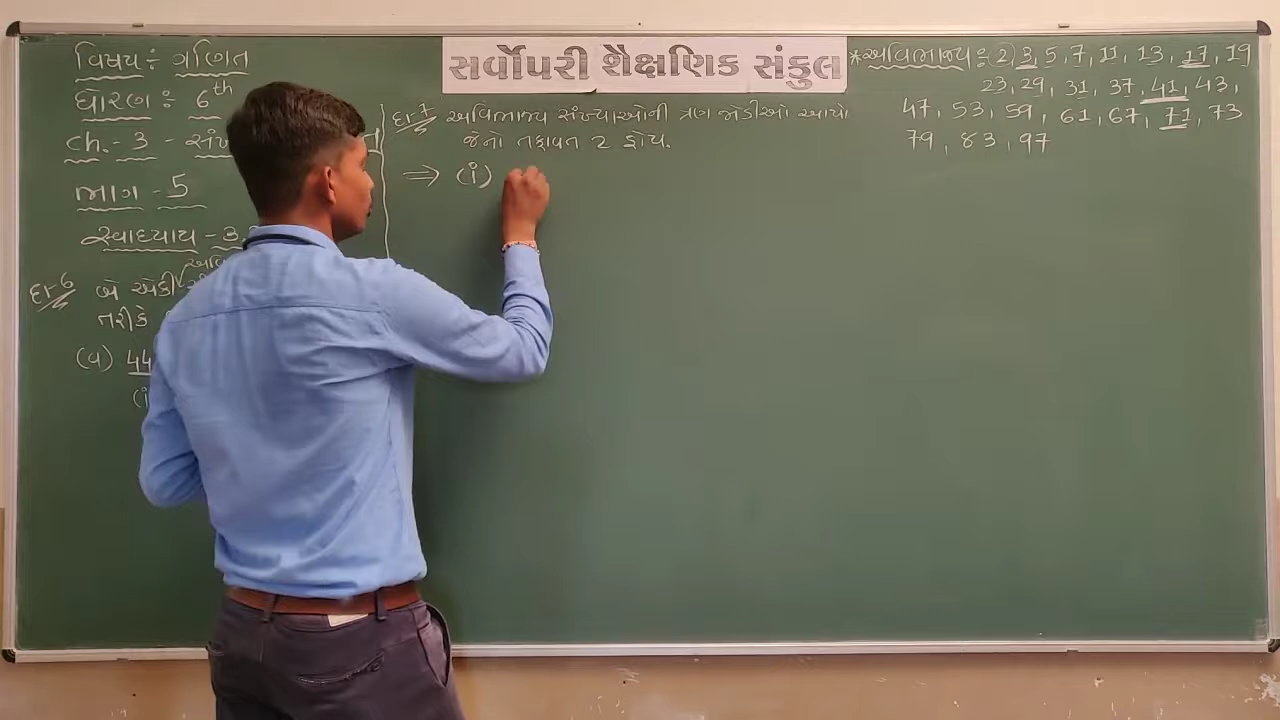 વિષય : ગણિત
ધોરણ : 6th
Ch. - 3 - સંખ
ભાગ - 5
સ્વાધ્યાય - 3.
દા.6 બે એકી અવિ
તરીકે
(બ) 44
(i
સર્વોપરી શૈક્ષણિક સંકુલ
દા.7 અવિભાજ્ય સંખ્યાઓની ત્રણ જોડીઓ આપો
જેનો તફાવત 2 હોય.
⇒ (i)
*અવિભાજ્ય : 2, 3, 5, 7, 11, 13, 17, 19
23, 29, 31, 37, 41, 43,
47, 53, 59, 61, 67, 71, 73
79, 83, 97